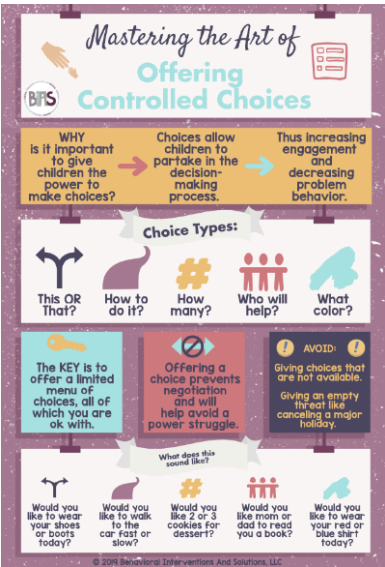 Mastering the Art of
Offering
Controlled Choices
BIAS
WHY
is it important
to give
children the
power to
make choices?
Choices allow
children to
partake in the
decision-
making
process.
Thus increasing
engagement
and
decreasing
problem
behavior.
Choice Types:
This OR
That?
How to
do it?
How
many?
Who will
help?
What
color?
The KEY is to
offer a limited
menu of
choices, all of
which you are
ok with.
Offering a
choice prevents
negotiation
and will
help avoid a
power struggle.
! AVOID: !
Giving choices that
are not available.
Giving an empty
threat like
canceling a major
holiday.
What does this
sound like?
Would you
like to wear
your shoes
or boots
today?
Would you
like to walk
to the
car fast or
slow?
Would you
like 2 or 3
cookies for
dessert?
Would you
like mom or
dad to read
you a book?
Would you
like to wear
your red or
blue shirt
today?
© 2019 Behavioral Interventions And Solutions, LLC